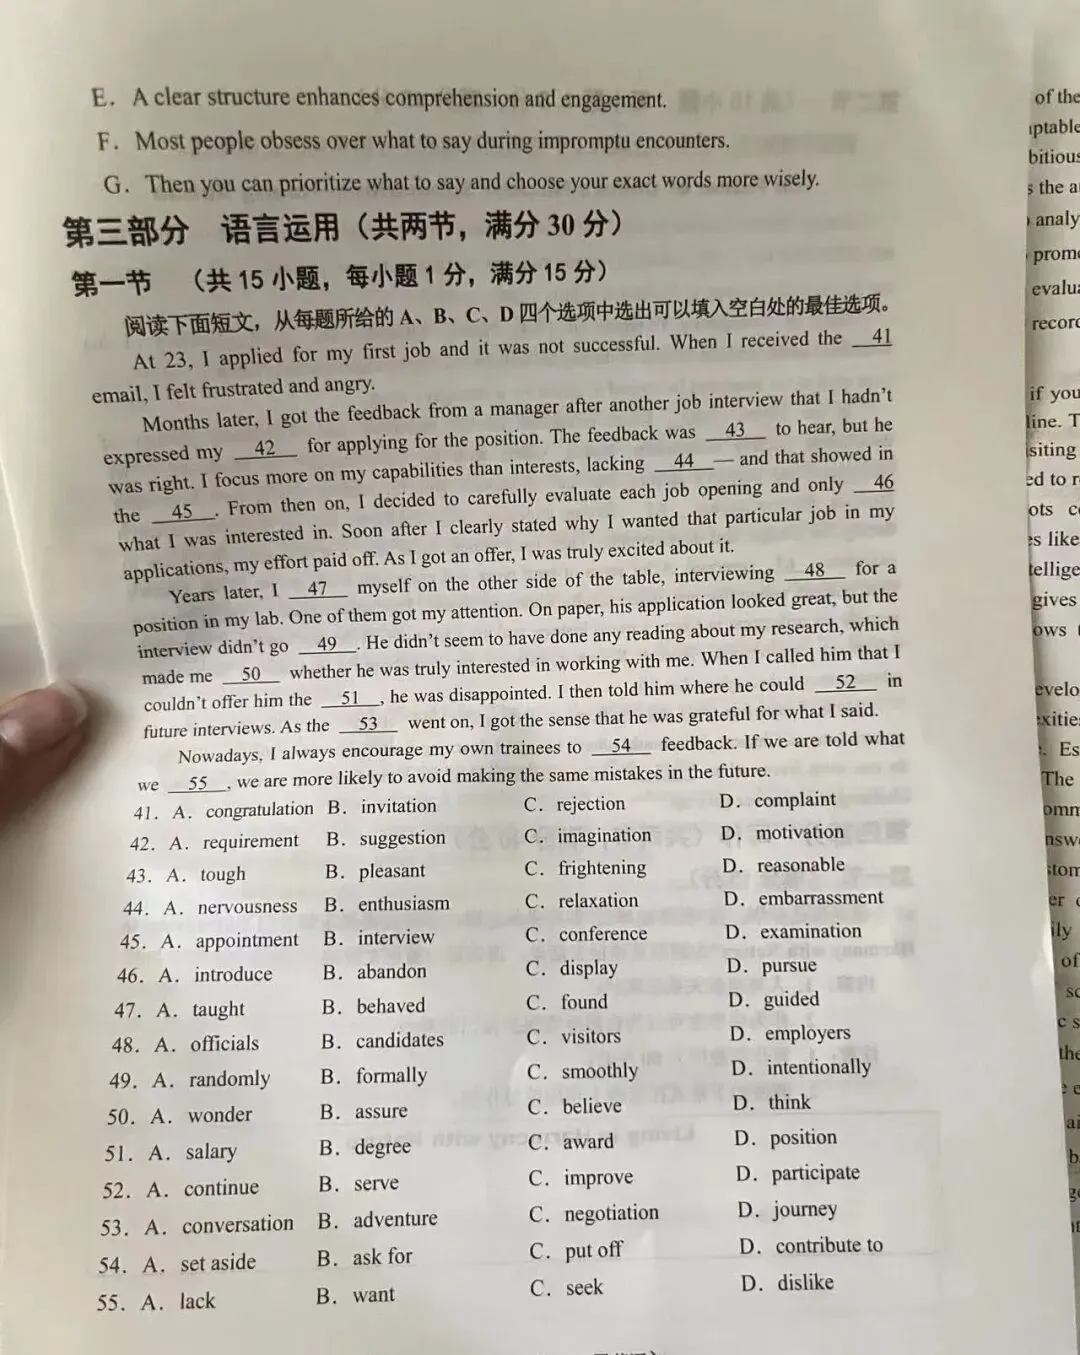 E. A clear structure enhances comprehension and engagement.
F. Most people obsess over what to say during impromptu encounters.
G. Then you can prioritize what to say and choose your exact words more wisely.
第三部分 语言运用（共两节，满分 30 分）
第一节 （共 15 小题，每小题 1 分，满分 15 分）
阅读下面短文，从每题所给的 A、B、C、D 四个选项中选出可以填入空白处的最佳选项。
At 23, I applied for my first job and it was not successful. When I received the 41
email, I felt frustrated and angry.
Months later, I got the feedback from a manager after another job interview that I hadn't
expressed my 42 for applying for the position. The feedback was 43 to hear, but he
was right. I focus more on my capabilities than interests, lacking 44 — and that showed in
the 45 . From then on, I decided to carefully evaluate each job opening and only 46
what I was interested in. Soon after I clearly stated why I wanted that particular job in my
applications, my effort paid off. As I got an offer, I was truly excited about it.
Years later, I 47 myself on the other side of the table, interviewing 48 for a
position in my lab. One of them got my attention. On paper, his application looked great, but the
interview didn't go 49 . He didn't seem to have done any reading about my research, which
made me 50 whether he was truly interested in working with me. When I called him that I
couldn't offer him the 51 , he was disappointed. I then told him where he could 52 in
future interviews. As the 53 went on, I got the sense that he was grateful for what I said.
Nowadays, I always encourage my own trainees to 54 feedback. If we are told what
we 55 , we are more likely to avoid making the same mistakes in the future.
41. A. congratulation B. invitation C. rejection D. complaint
42. A. requirement B. suggestion C. imagination D. motivation
43. A. tough B. pleasant C. frightening D. reasonable
44. A. nervousness B. enthusiasm C. relaxation D. embarrassment
45. A. appointment B. interview C. conference D. examination
46. A. introduce B. abandon C. display D. pursue
47. A. taught B. behaved C. found D. guided
48. A. officials B. candidates C. visitors D. employers
49. A. randomly B. formally C. smoothly D. intentionally
50. A. wonder B. assure C. believe D. think
51. A. salary B. degree C. award D. position
52. A. continue B. serve C. improve D. participate
53. A. conversation B. adventure C. negotiation D. journey
54. A. set aside B. ask for C. put off D. contribute to
55. A. lack B. want C. seek D. dislike